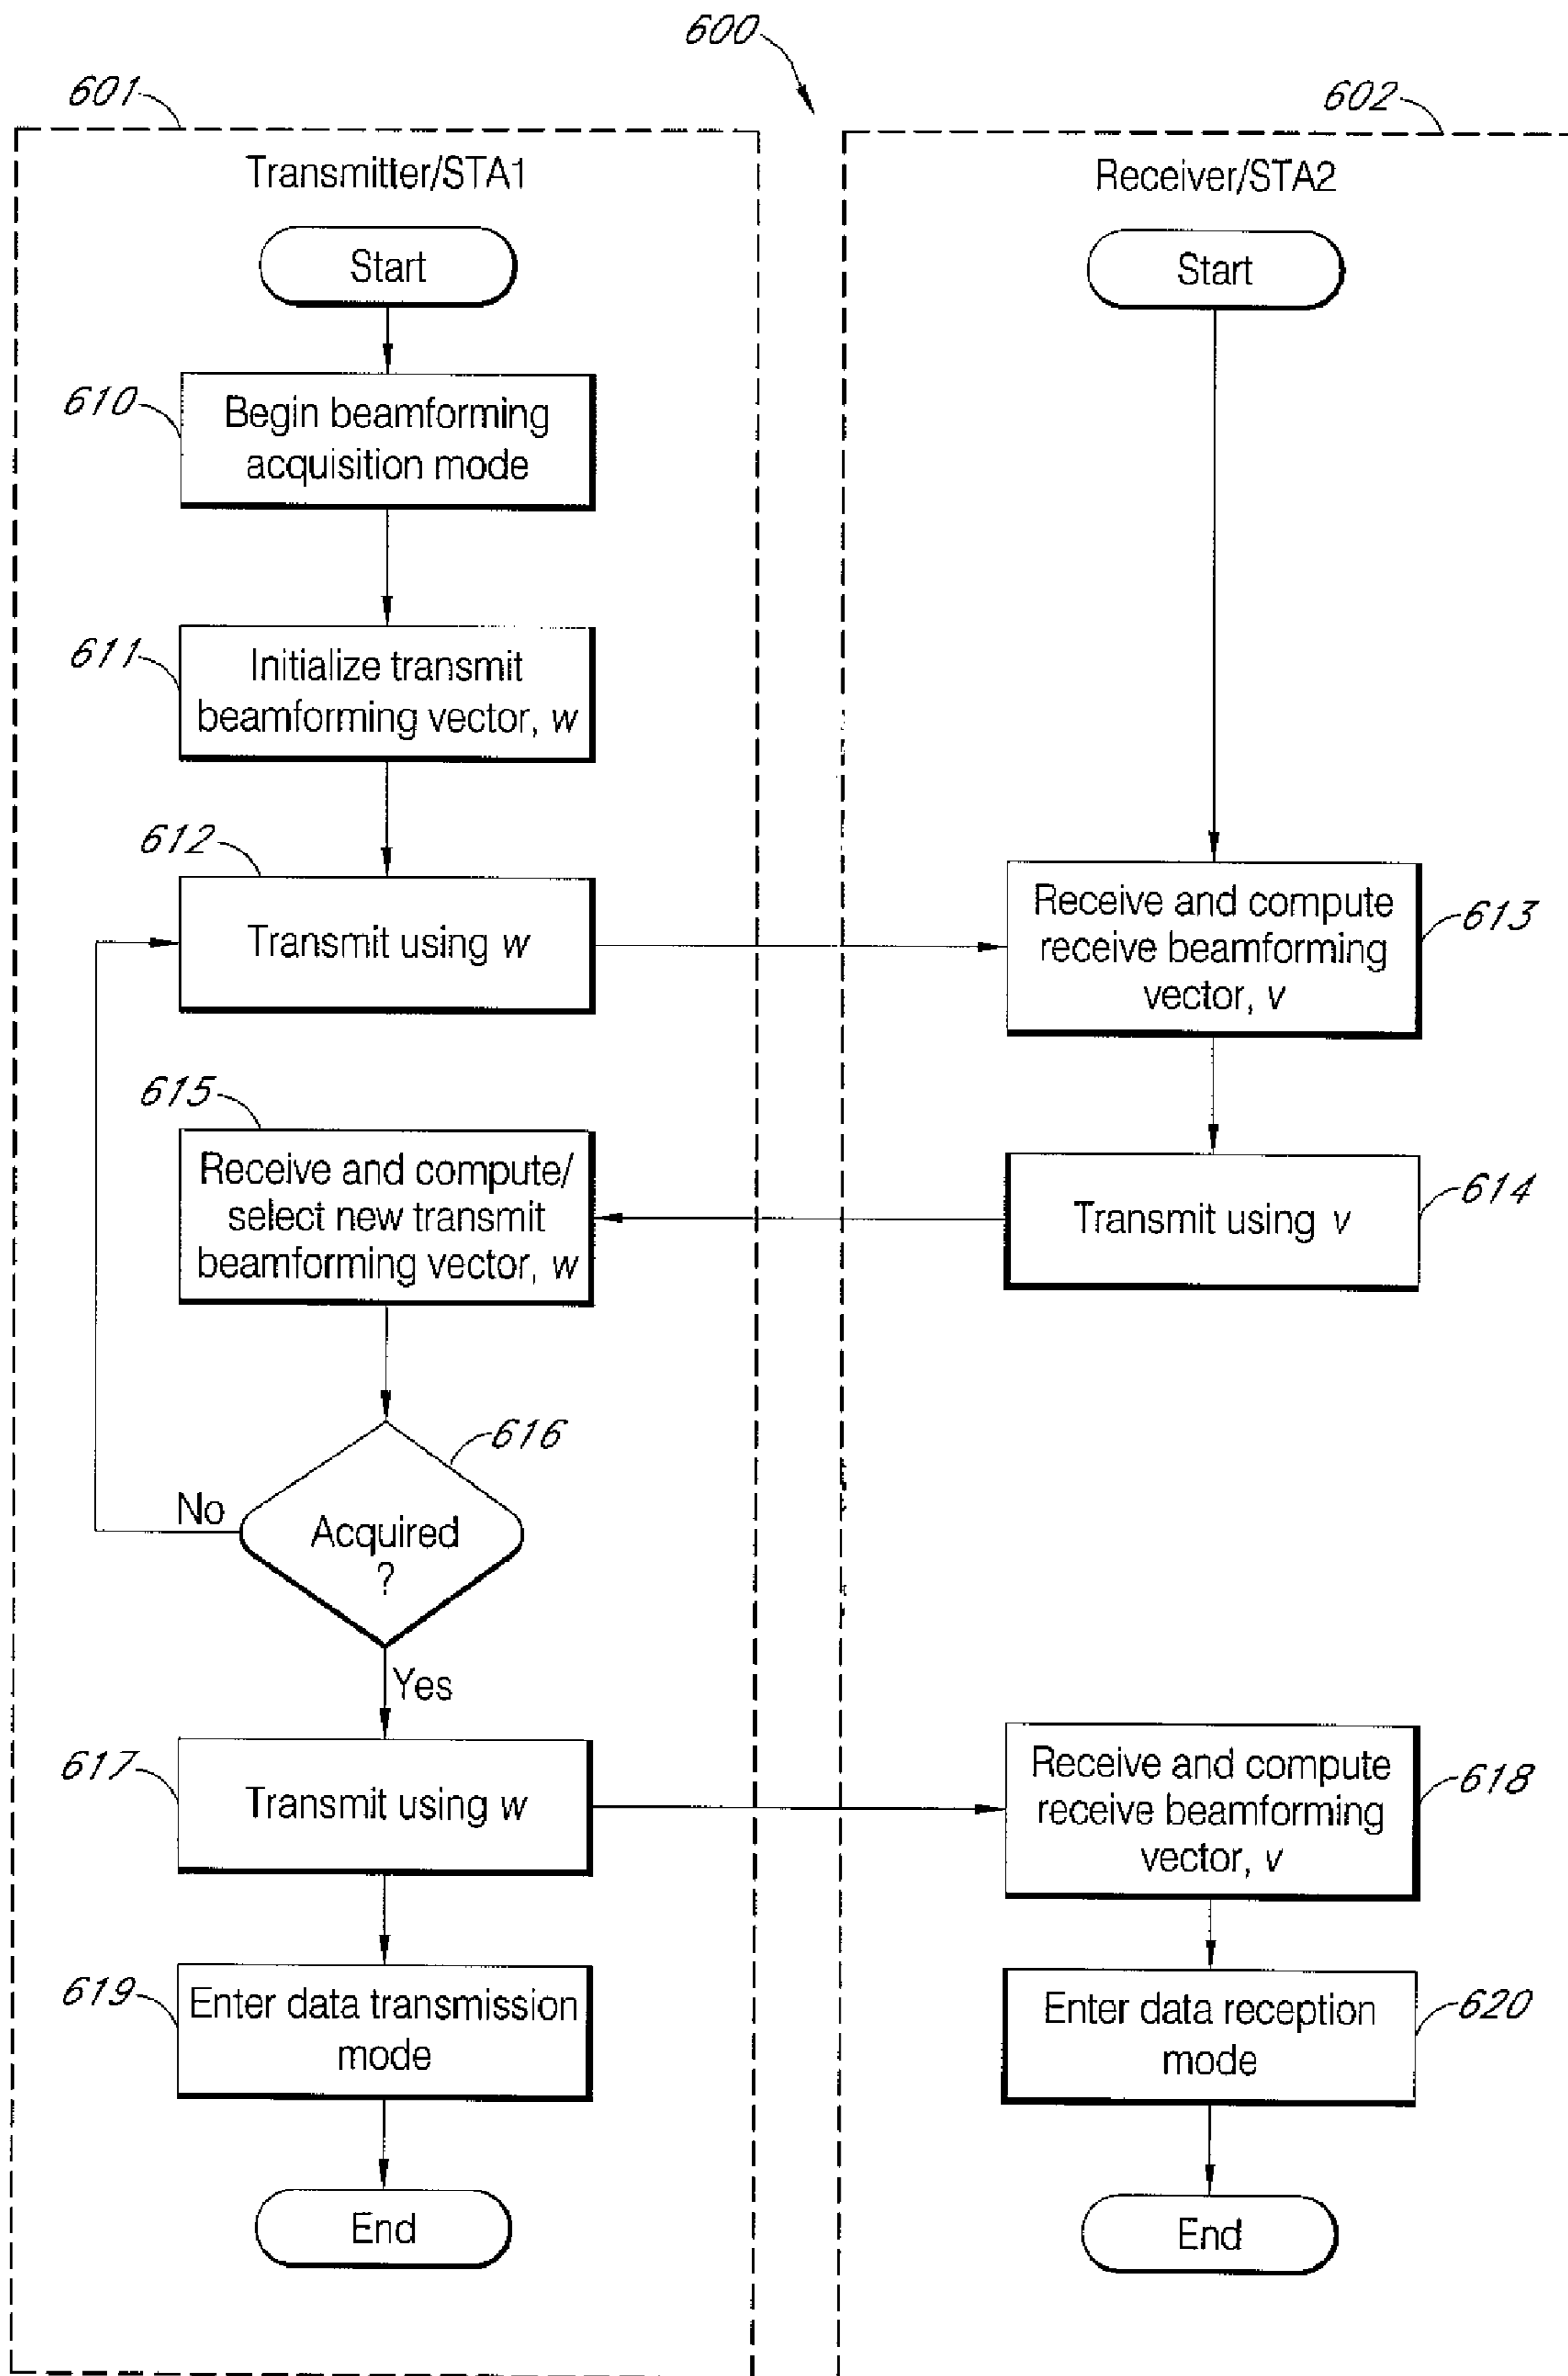 600
601
602
Transmitter/STA1
Receiver/STA2
Start
Start
610
Begin beamforming
acquisition mode
611
Initialize transmit
beamforming vector, w
612
Transmit using w
Receive and compute
receive beamforming
vector, v
613
615
Receive and compute/
select new transmit
beamforming vector, w
Transmit using v
614
616
No
Acquired
?
Yes
617
Transmit using w
Receive and compute
receive beamforming
vector, v
618
619
Enter data transmission
mode
Enter data reception
mode
620
End
End